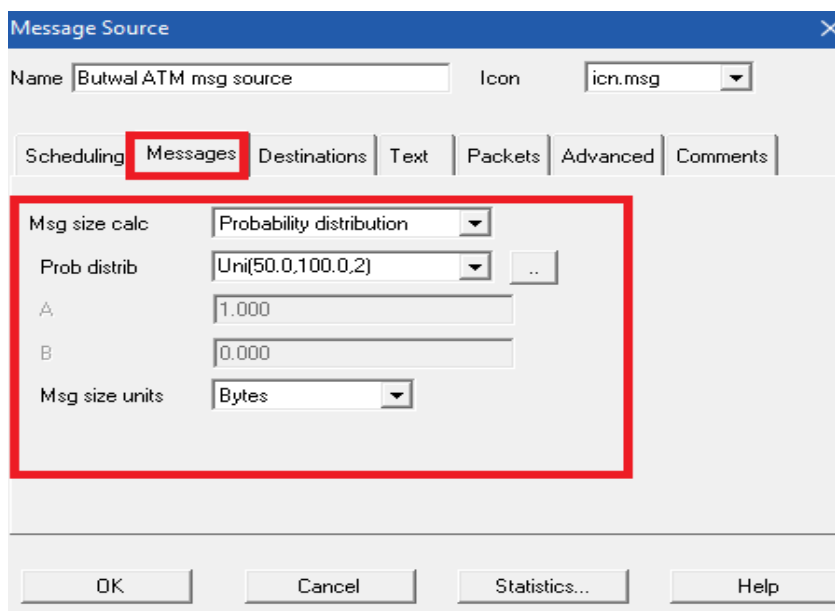 Message Source
Name Butwal ATM msg source Icon icn.msg
Scheduling Messages Destinations Text Packets Advanced Comments
Msg size calc Probability distribution
Prob distrib Uni(50.0,100.0,2) ..
A 1.000
B 0.000
Msg size units Bytes
OK Cancel Statistics... Help